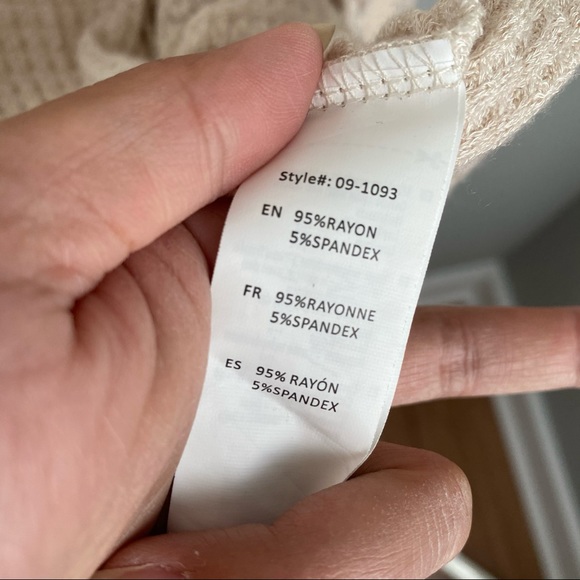 Style#: 09-1093
EN 95%RAYON
5%SPANDEX
FR 95%RAYONNE
5%SPANDEX
ES 95% RAYÓN
5%SPANDEX